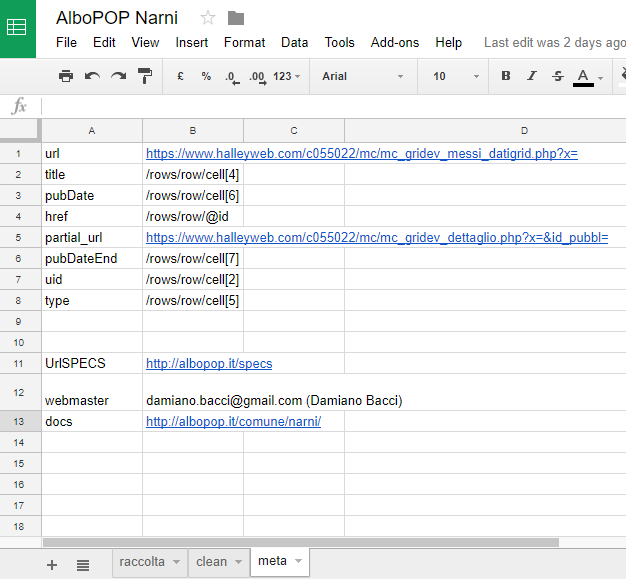 AlboPOP Narni
File Edit View Insert Format Data Tools Add-ons Help Last edit was 2 days ago
£ % .0 .00 123 Arial 10 B I S A
fx
A B C D
1 url https://www.halleyweb.com/c055022/mc/mc_gridev_messi_datigrid.php?x=
2 title /rows/row/cell[4]
3 pubDate /rows/row/cell[6]
4 href /rows/row/@id
5 partial_url https://www.halleyweb.com/c055022/mc/mc_gridev_dettaglio.php?x=&id_pubbl=
6 pubDateEnd /rows/row/cell[7]
7 uid /rows/row/cell[2]
8 type /rows/row/cell[5]
9
10
11 UrlSPECS http://albopop.it/specs
12 webmaster damiano.bacci@gmail.com (Damiano Bacci)
13 docs http://albopop.it/comune/narni/
14
15
16
17
18
+ raccolta clean meta